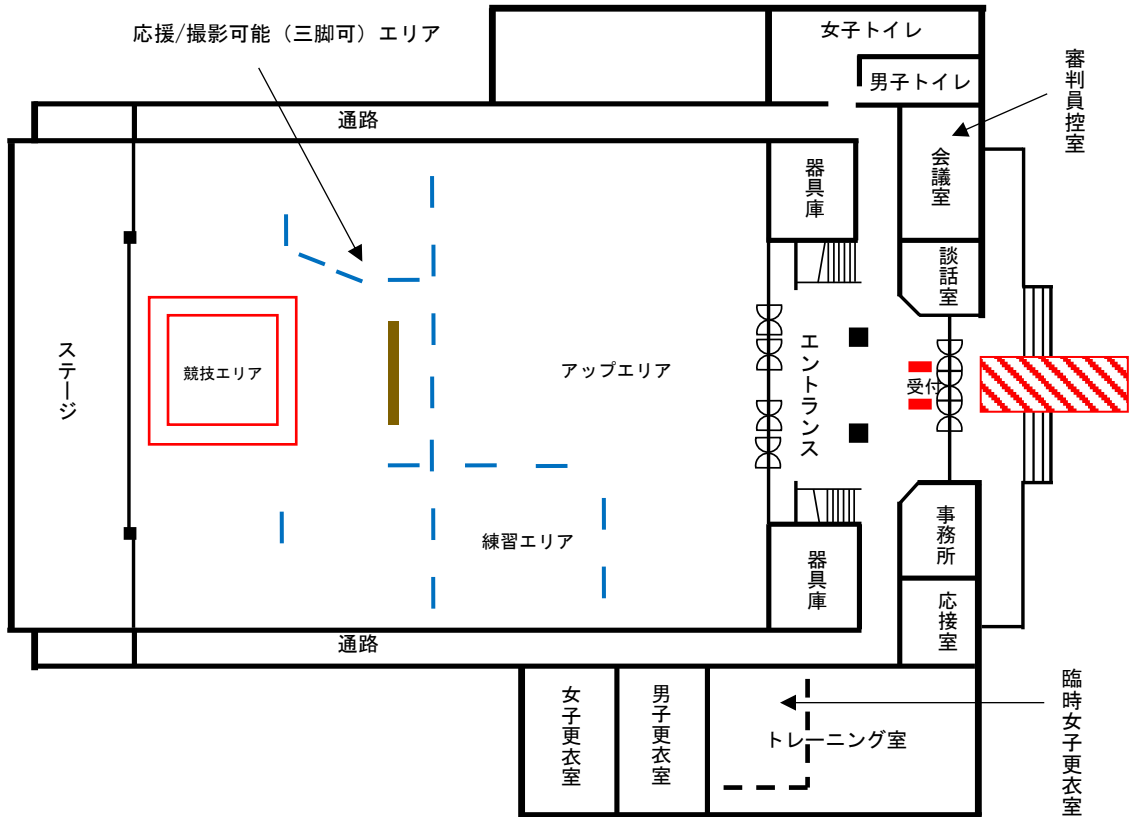 応援/撮影可能（三脚可）エリア
女子トイレ
男子トイレ
審判員控室
通路
器具庫
会議室
談話室
ステージ
競技エリア
アップエリア
エントランス
受付
練習エリア
器具庫
事務所
応接室
通路
女子更衣室
男子更衣室
トレーニング室
臨時女子更衣室